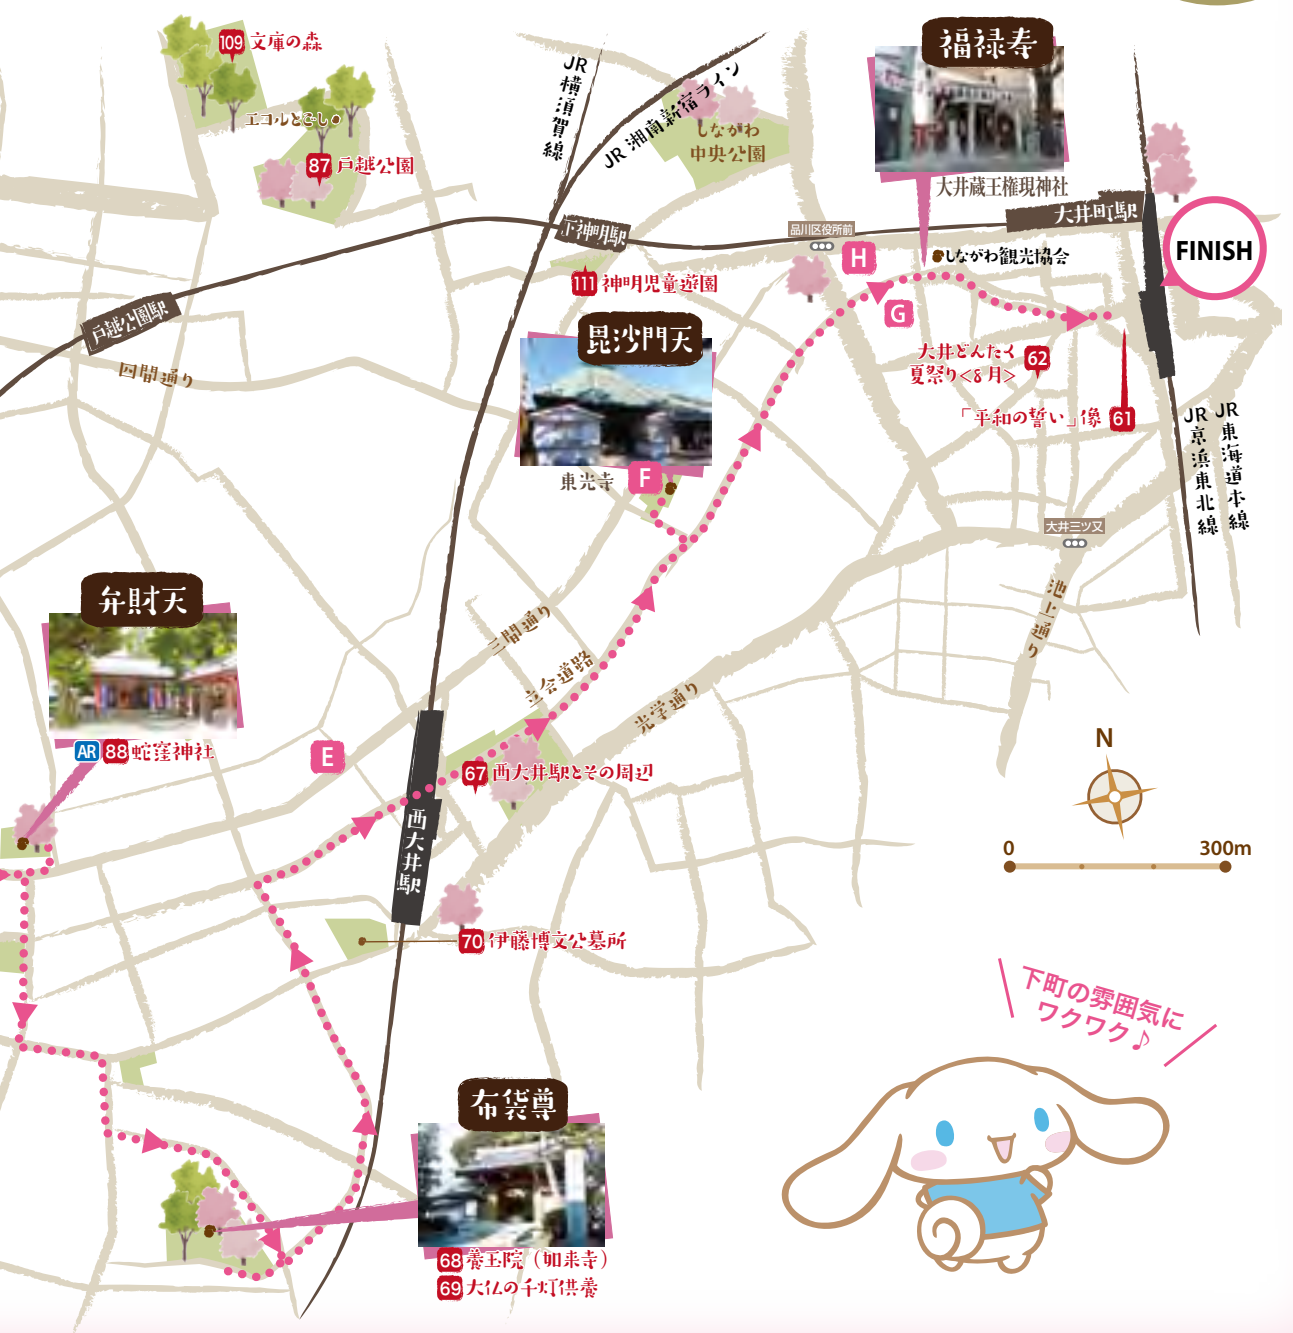 109 文庫の森
エコルとごし
87 戸越公園
JR 横須賀線
JR 湘南新宿ライン
しながわ
中央公園
福禄寿
大井蔵王権現神社
大井町駅
下神明駅
品川区役所前
H
しながわ観光協会
FINISH
111 神明児童遊園
G
戸越公園駅
四間通り
毘沙門天
大井どんたく
夏祭り<8月>
62
「平和の誓い」像 61
JR 京浜東北線
JR 東海道本線
東光寺
F
大井三ツ又
弁財天
池上通り
三間通り
立会道路
光学通り
AR 88 蛇窪神社
E
67 西大井駅とその周辺
西大井駅
N
0 300m
70 伊藤博文公墓所
下町の雰囲気に
ワクワク♪
布袋尊
68 養玉院(如来寺)
69 大仏の千灯供養